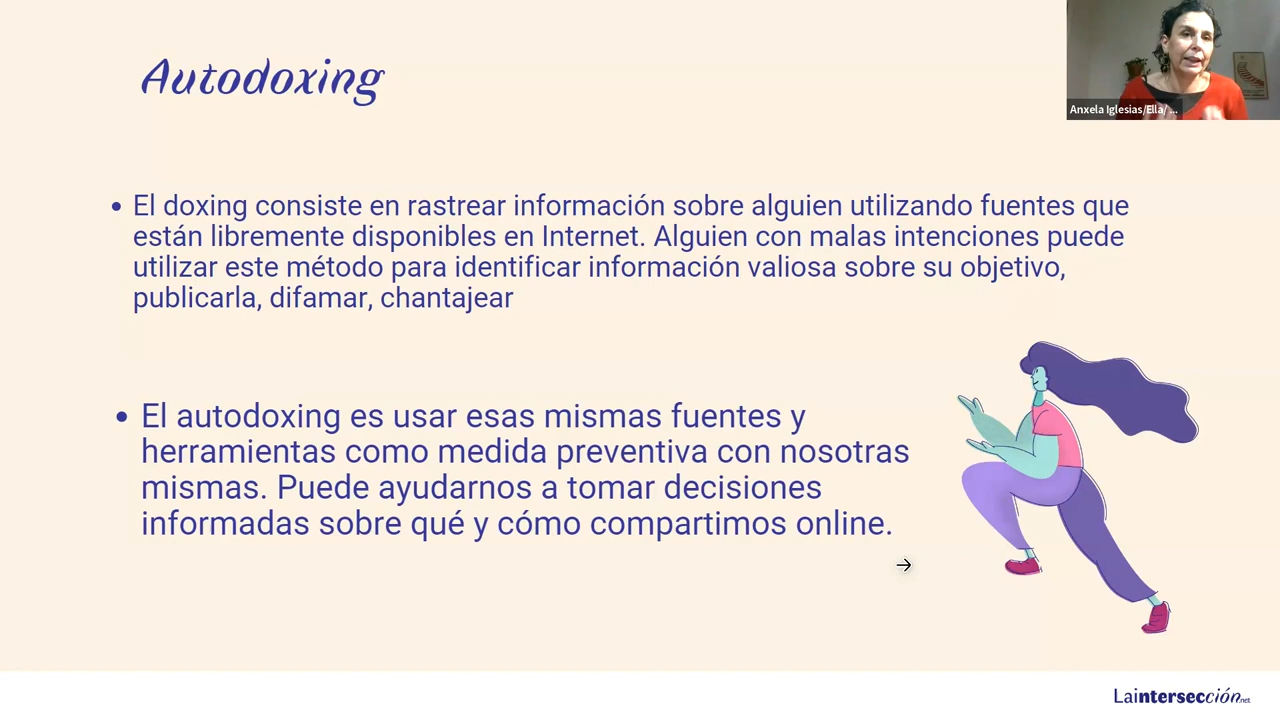 Autodoxing
Anxela Iglesias/Ella/ ...
• El doxing consiste en rastrear información sobre alguien utilizando fuentes que
están libremente disponibles en Internet. Alguien con malas intenciones puede
utilizar este método para identificar información valiosa sobre su objetivo,
publicarla, difamar, chantajear
• El autodoxing es usar esas mismas fuentes y
herramientas como medida preventiva con nosotras
mismas. Puede ayudarnos a tomar decisiones
informadas sobre qué y cómo compartimos online.
Laintersección.net